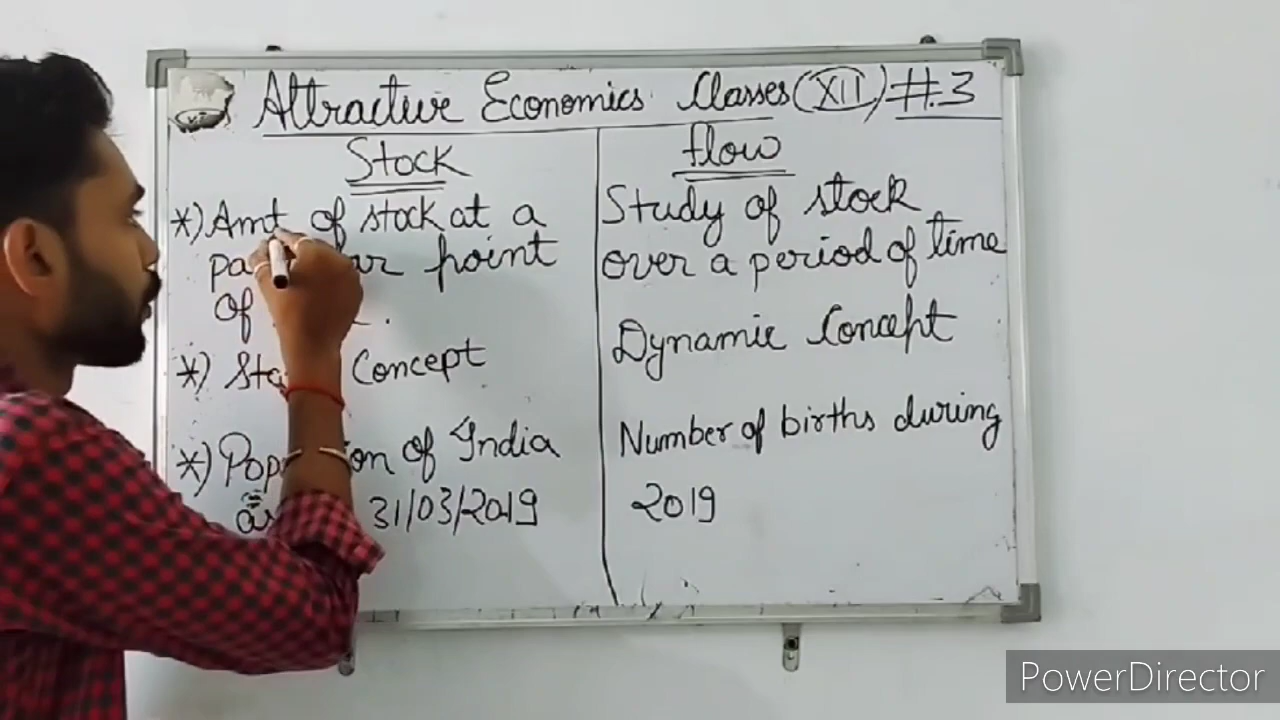 Attractive Economics Classes (XII) #.3
Stock
*) Amt of stock at a
point
of
*) Concept
*) of India
31/03/2019
flow
Study of stock
over a period of time
Dynamic Concept
Number of births during
2019
PowerDirector